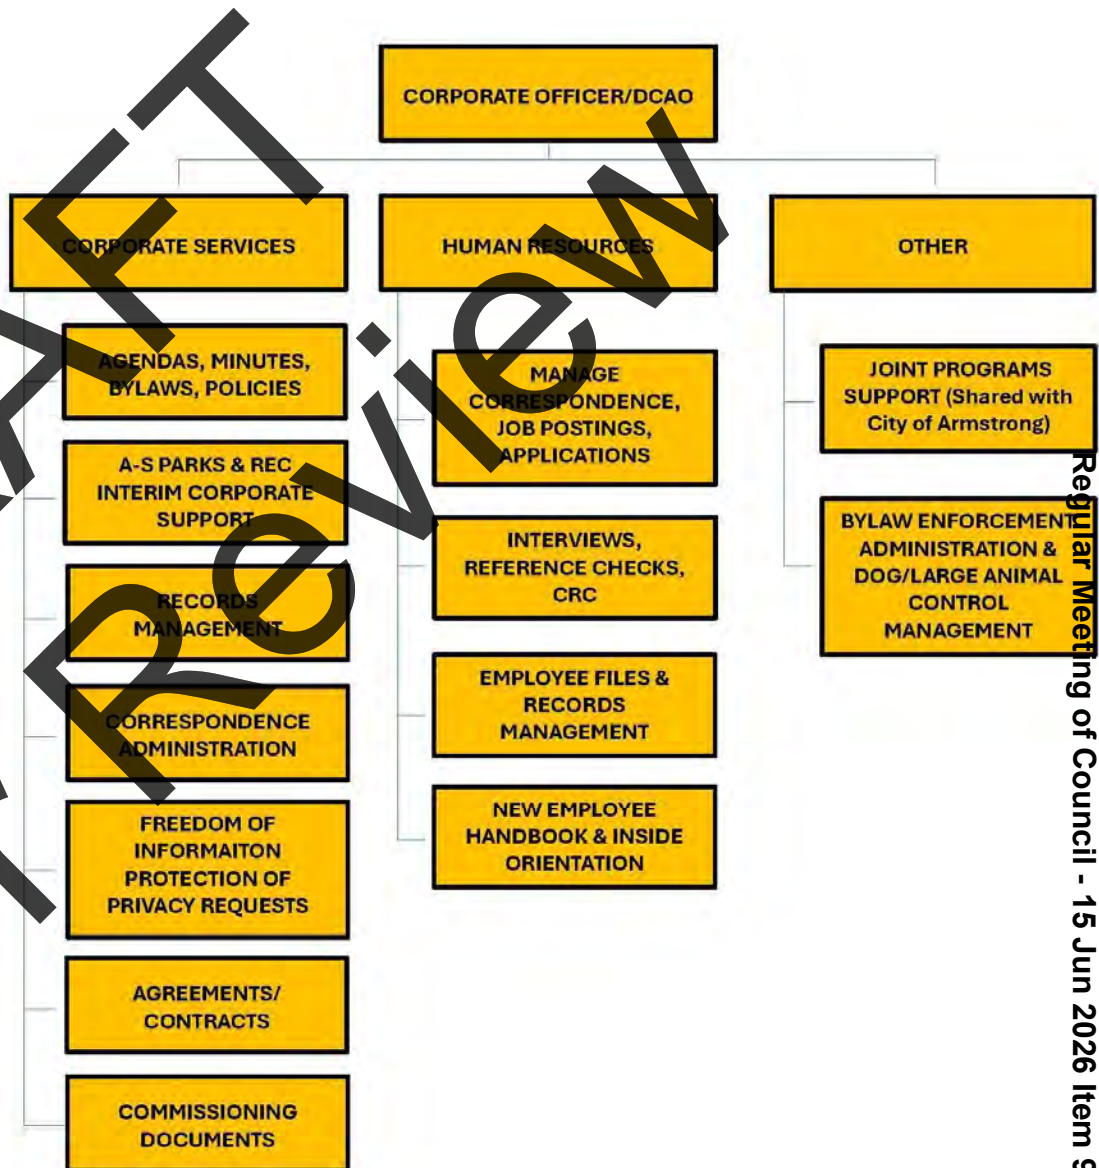 CORPORATE OFFICER/DCAO
CORPORATE SERVICES
AGENDAS, MINUTES,
BYLAWS, POLICIES
A-S PARKS & REC
INTERIM CORPORATE
SUPPORT
RECORDS
MANAGEMENT
CORRESPONDENCE
ADMINISTRATION
FREEDOM OF
INFORMAITON
PROTECTION OF
PRIVACY REQUESTS
AGREEMENTS/
CONTRACTS
COMMISSIONING
DOCUMENTS
HUMAN RESOURCES
MANAGE
CORRESPONDENCE,
JOB POSTINGS,
APPLICATIONS
INTERVIEWS,
REFERENCE CHECKS,
CRC
EMPLOYEE FILES &
RECORDS
MANAGEMENT
NEW EMPLOYEE
HANDBOOK & INSIDE
ORIENTATION
OTHER
JOINT PROGRAMS
SUPPORT (Shared with
City of Armstrong)
BYLAW ENFORCEMENT
ADMINISTRATION &
DOG/LARGE ANIMAL
CONTROL
MANAGEMENT
Regular Meeting of Council - 15 Jun 2026 Item 9
Review